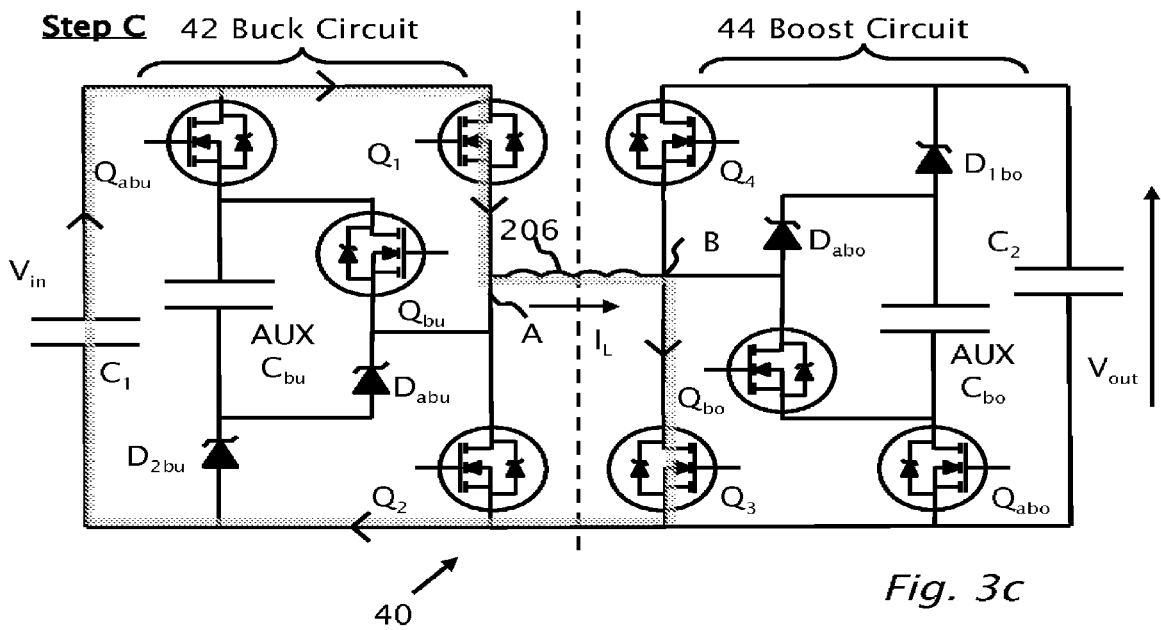 Step C
42 Buck Circuit
44 Boost Circuit
Qabu
Q1
Q4
D1bo
206
B
Dabo
C2
Vin
AUX
Cbu
Qbu
A
IL
AUX
Cbo
Vout
C1
Dabu
Qbo
D2bu
Q2
Q3
Qabo
40
Fig. 3c